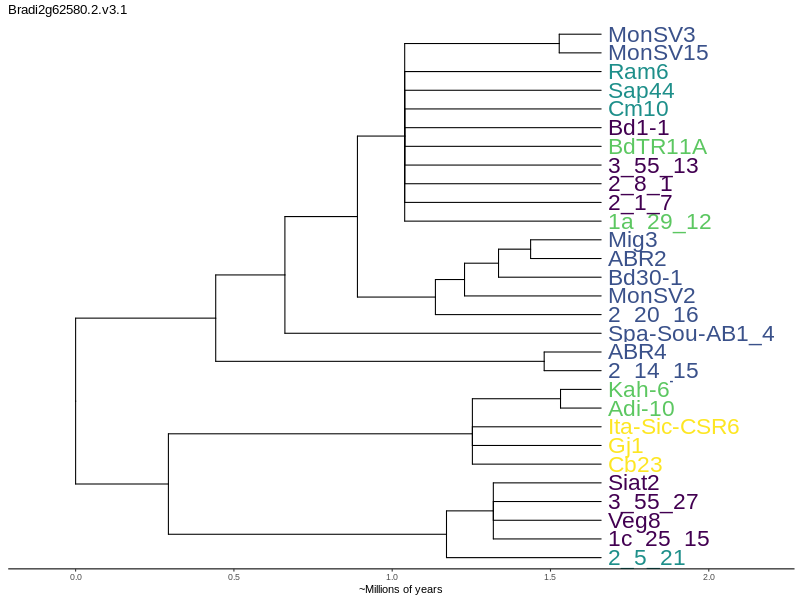 Bradi2g62580.2.v3.1
MonSV3
MonSV15
Ram6
Sap44
Cm10
Bd1-1
BdTR11A
3_55_13
2_8_1
2_1_7
1a_29_12
Mig3
ABR2
Bd30-1
MonSV2
2_20_16
Spa-Sou-AB1_4
ABR4
2_14_15
Kah-6
Adi-10
Ita-Sic-CSR6
Gj1
Cb23
Siat2
3_55_27
Veg8
1c_25_15
2_5_21
0.0 0.5 1.0 1.5 2.0
~Millions of years